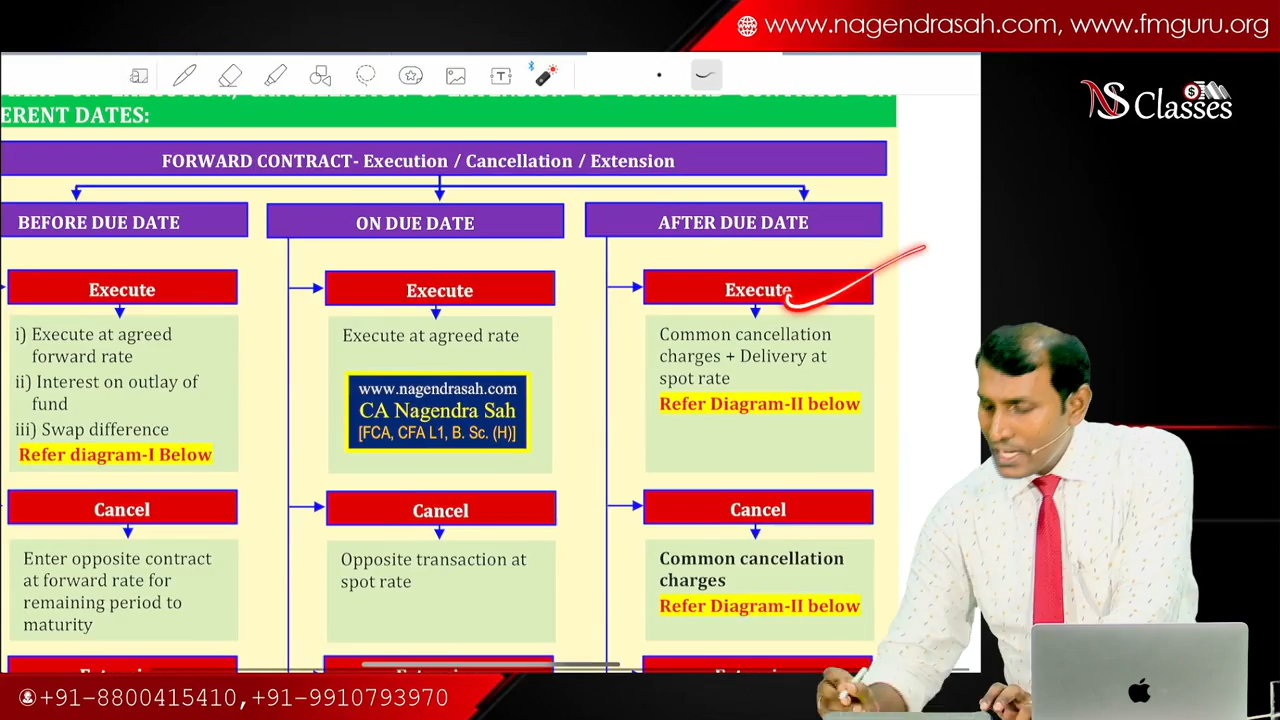 www.nagendrasah.com, www.fmguru.org
NS Classes
ERENT DATES:
FORWARD CONTRACT- Execution / Cancellation / Extension
BEFORE DUE DATE
ON DUE DATE
AFTER DUE DATE
Execute
Execute
Execute
i) Execute at agreed
forward rate
ii) Interest on outlay of
fund
iii) Swap difference
Refer diagram-I Below
Execute at agreed rate
www.nagendrasah.com
CA Nagendra Sah
[FCA, CFA L1, B. Sc. (H)]
Common cancellation
charges + Delivery at
spot rate
Refer Diagram-II below
Cancel
Cancel
Cancel
Enter opposite contract
at forward rate for
remaining period to
maturity
Opposite transaction at
spot rate
Common cancellation
charges
Refer Diagram-II below
+91-8800415410,+91-9910793970